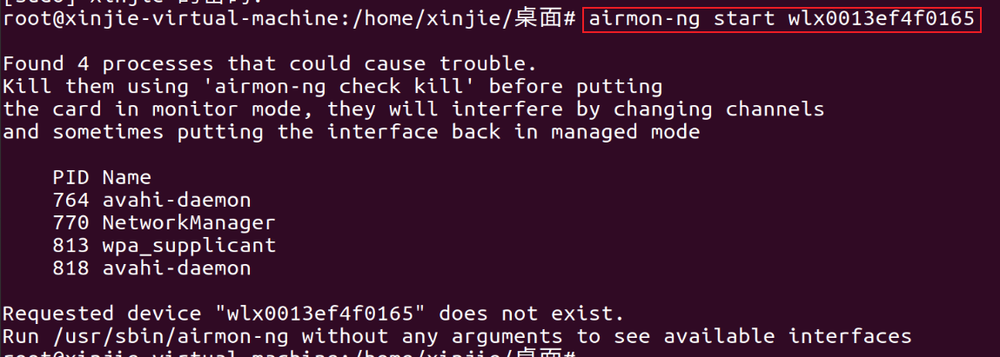 root@xinjie-virtual-machine:/home/xinjie/桌面# airmon-ng start wlx0013ef4f0165
Found 4 processes that could cause trouble.
Kill them using 'airmon-ng check kill' before putting
the card in monitor mode, they will interfere by changing channels
and sometimes putting the interface back in managed mode
PID Name
764 avahi-daemon
770 NetworkManager
813 wpa_supplicant
818 avahi-daemon
Requested device "wlx0013ef4f0165" does not exist.
Run /usr/sbin/airmon-ng without any arguments to see available interfaces
root@xinjie-virtual-machine:/home/xinjie/桌面#